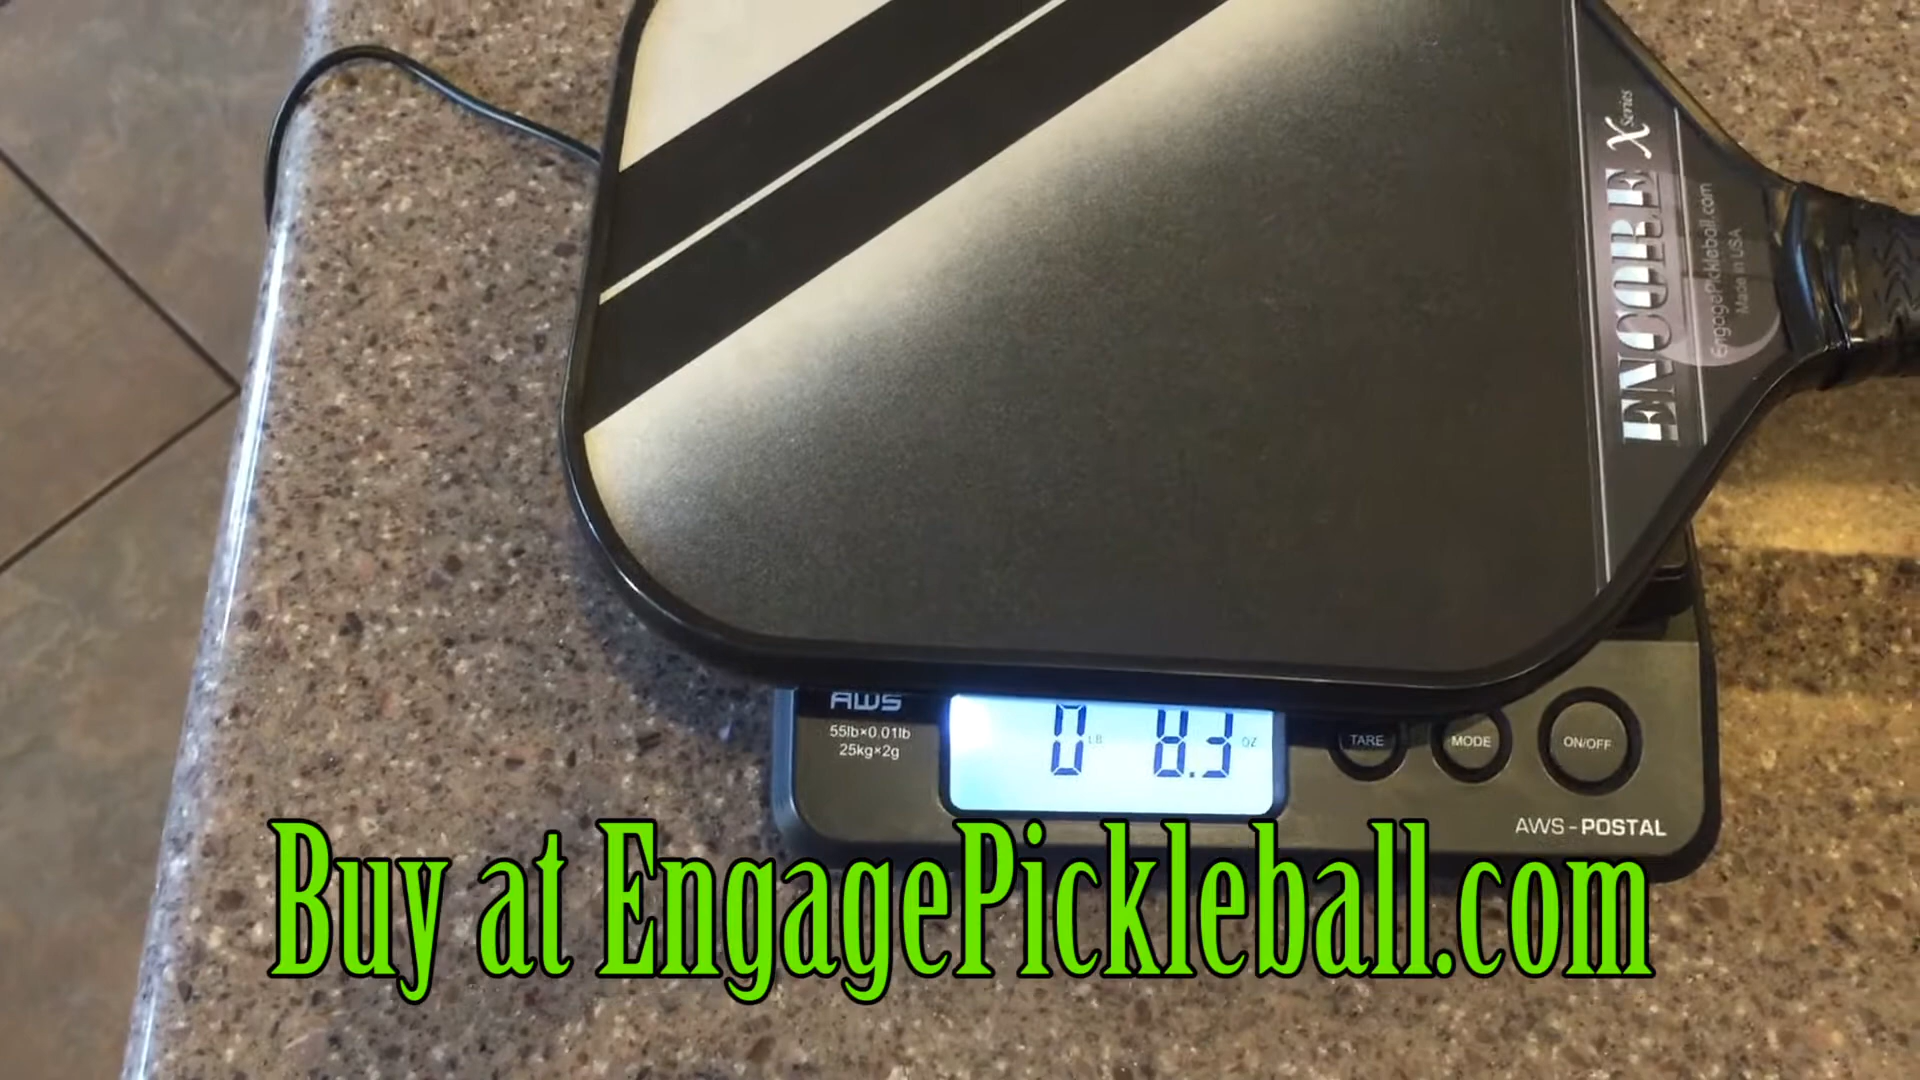 ENCORE X Series
EngagePickleball.com
Made in USA
AWS
55lb×0.01lb
25kg×2g
0 LB 8.3 OZ
TARE
MODE
ON/OFF
AWS-POSTAL
Buy at EngagePickleball.com